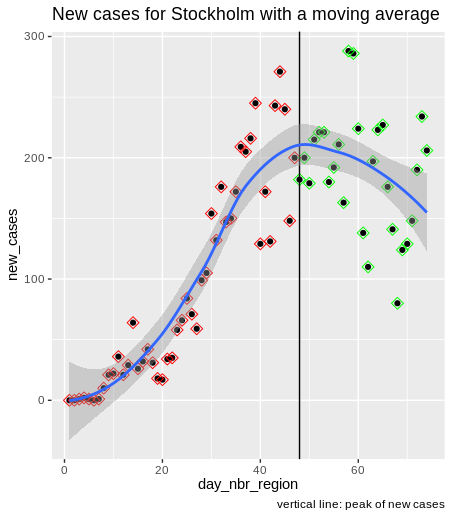 New cases for Stockholm with a moving average
300
200
100
0
new_cases
0 20 40 60
day_nbr_region
vertical line: peak of new cases